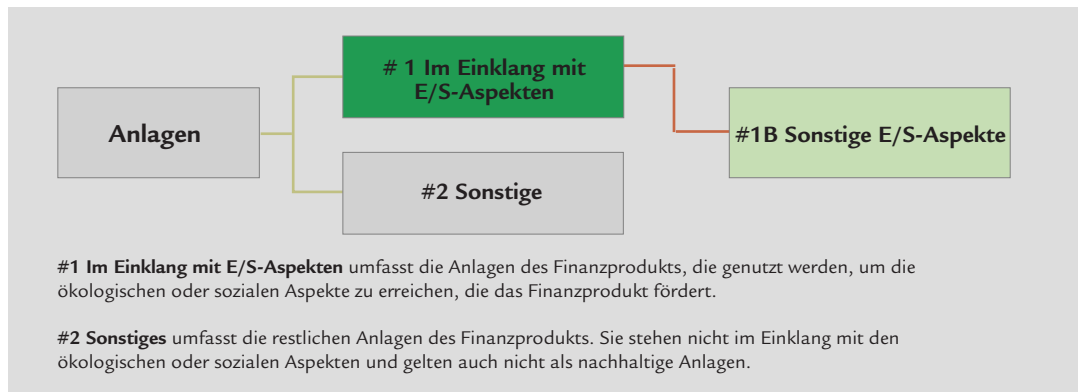 # 1 Im Einklang mit
E/S-Aspekten
Anlagen
#1B Sonstige E/S-Aspekte
#2 Sonstige
#1 Im Einklang mit E/S-Aspekten umfasst die Anlagen des Finanzprodukts, die genutzt werden, um die
ökologischen oder sozialen Aspekte zu erreichen, die das Finanzprodukt fördert.
#2 Sonstiges umfasst die restlichen Anlagen des Finanzprodukts. Sie stehen nicht im Einklang mit den
ökologischen oder sozialen Aspekten und gelten auch nicht als nachhaltige Anlagen.